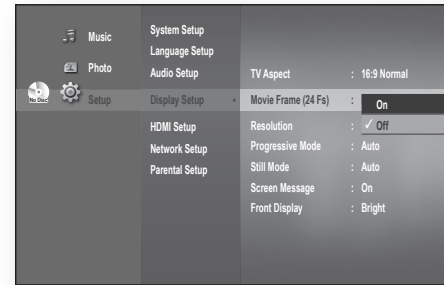 Music
Photo
No Disc
Setup
System Setup
Language Setup
Audio Setup
Display Setup
HDMI Setup
Network Setup
Parental Setup
TV Aspect : 16:9 Normal
Movie Frame (24 Fs) : On
✓ Off
Resolution :
Progressive Mode : Auto
Still Mode : Auto
Screen Message : On
Front Display : Bright